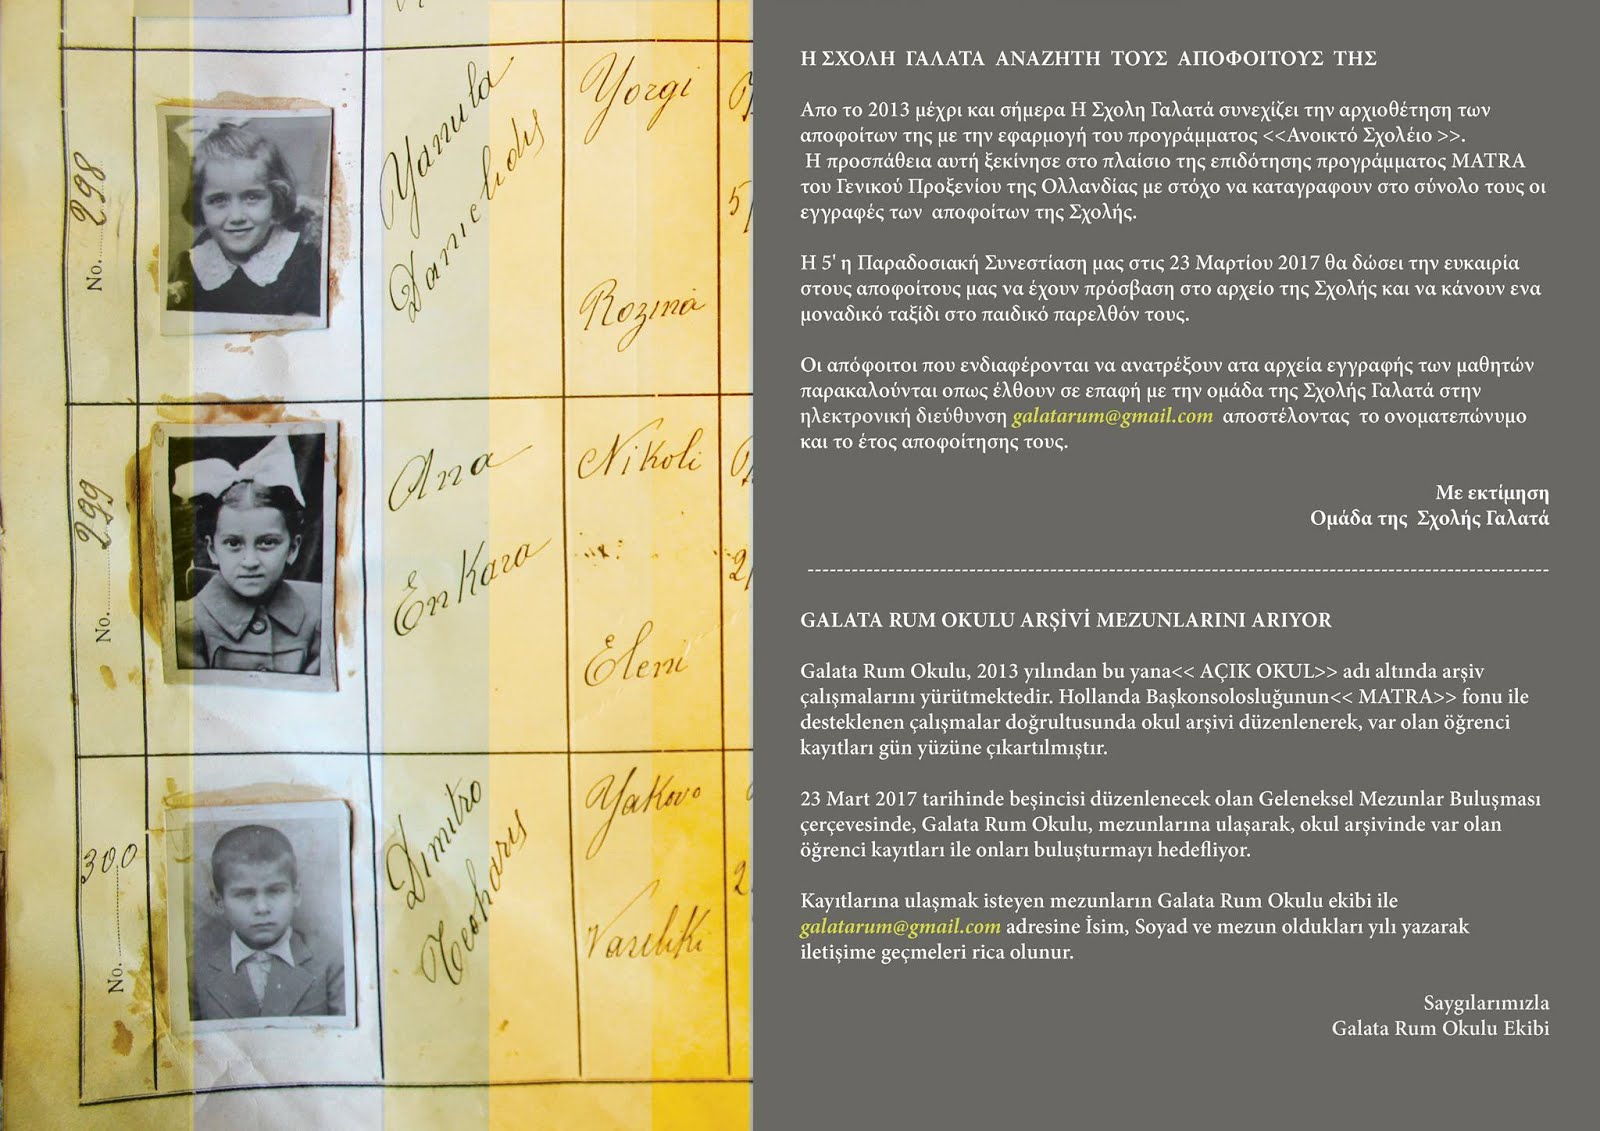 No. 298
Yanula
Danielidis
Yorgi
Rozina
No. 299
Ana
Enkara
Nikoli
Eleni
No. 300
Dimitro
Yakovo
Vasiliki
Η ΣΧΟΛΗ ΓΑΛΑΤΑ ΑΝΑΖΗΤΗ ΤΟΥΣ ΑΠΟΦΟΙΤΟΥΣ ΤΗΣ
Απο το 2013 μέχρι και σήμερα Η Σχολη Γαλατά συνεχίζει την αρχιοθέτηση των
αποφοίτων της με την εφαρμογή του προγράμματος <<Ανοικτό Σχολέιο >>.
Η προσπάθεια αυτή ξεκίνησε στο πλαίσιο της επιδότησης προγράμματος MATRA
του Γενικού Προξενίου της Ολλανδίας με στόχο να καταγραφουν στο σύνολο τους οι
εγγραφές των αποφοίτων της Σχολής.
Η 5' η Παραδοσιακή Συνεστίαση μας στις 23 Μαρτίου 2017 θα δώσει την ευκαιρία
στους αποφοίτους μας να έχουν πρόσβαση στο αρχείο της Σχολής και να κάνουν ενα
μοναδικό ταξίδι στο παιδικό παρελθόν τους.
Οι απόφοιτοι που ενδιαφέρονται να ανατρέξουν ατα αρχεία εγγραφής των μαθητών
παρακαλούνται οπως έλθουν σε επαφή με την ομάδα της Σχολής Γαλατά στην
ηλεκτρονική διεύθυνση galatarum@gmail.com αποστέλοντας το ονοματεπώνυμο
και το έτος αποφοίτησης τους.
Με εκτίμηση
Ομάδα της Σχολής Γαλατά
GALATA RUM OKULU ARŞİVİ MEZUNLARINI ARIYOR
Galata Rum Okulu, 2013 yılından bu yana<< AÇIK OKUL>> adı altında arşiv
çalışmalarını yürütmektedir. Hollanda Başkonsolosluğunun<< MATRA>> fonu ile
desteklenen çalışmalar doğrultusunda okul arşivi düzenlenerek, var olan öğrenci
kayıtları gün yüzüne çıkartılmıştır.
23 Mart 2017 tarihinde beşincisi düzenlenecek olan Geleneksel Mezunlar Buluşması
çerçevesinde, Galata Rum Okulu, mezunlarına ulaşarak, okul arşivinde var olan
öğrenci kayıtları ile onları buluşturmayı hedefliyor.
Kayıtlarına ulaşmak isteyen mezunların Galata Rum Okulu ekibi ile
galatarum@gmail.com adresine İsim, Soyad ve mezun oldukları yılı yazarak
iletişime geçmeleri rica olunur.
Saygılarımızla
Galata Rum Okulu Ekibi